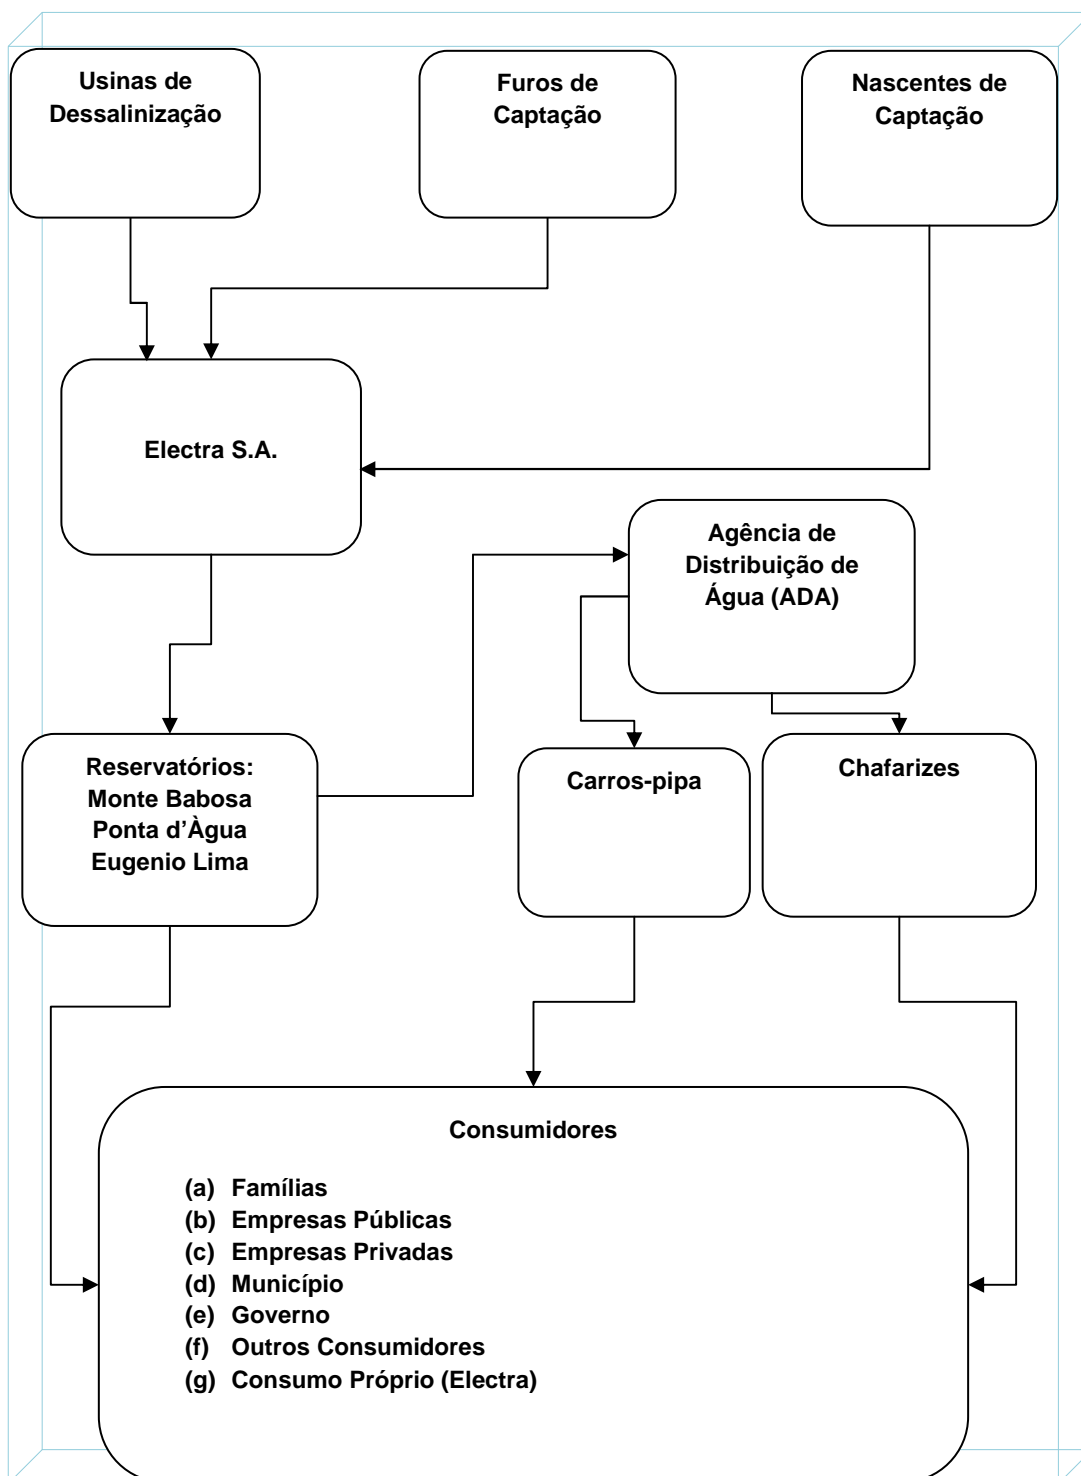 Usinas de
Dessalinização
Furos de
Captação
Nascentes de
Captação
Electra S.A.
Agência de
Distribuição de
Água (ADA)
Reservatórios:
Monte Babosa
Ponta d’Àgua
Eugenio Lima
Carros-pipa
Chafarizes
Consumidores
(a) Famílias
(b) Empresas Públicas
(c) Empresas Privadas
(d) Município
(e) Governo
(f) Outros Consumidores
(g) Consumo Próprio (Electra)